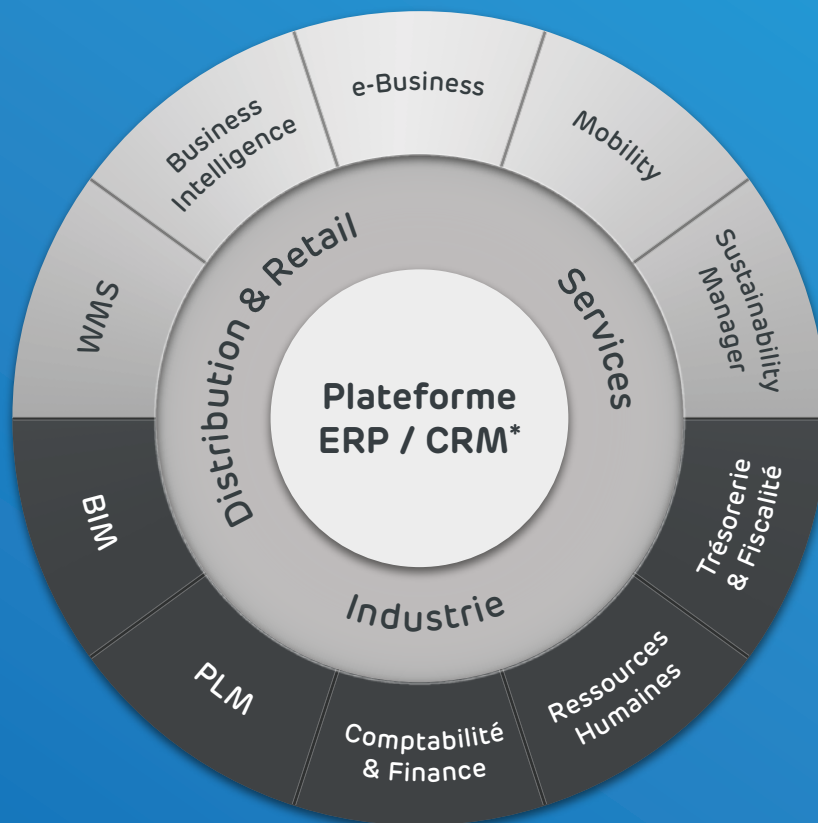 e-Business
Mobility
Sustainability
Manager
Trésorerie
& Fiscalité
Ressources
Humaines
Comptabilité
& Finance
PLM
BIM
WMS
Business
Intelligence
Distribution & Retail
Services
Industrie
Plateforme
ERP / CRM*